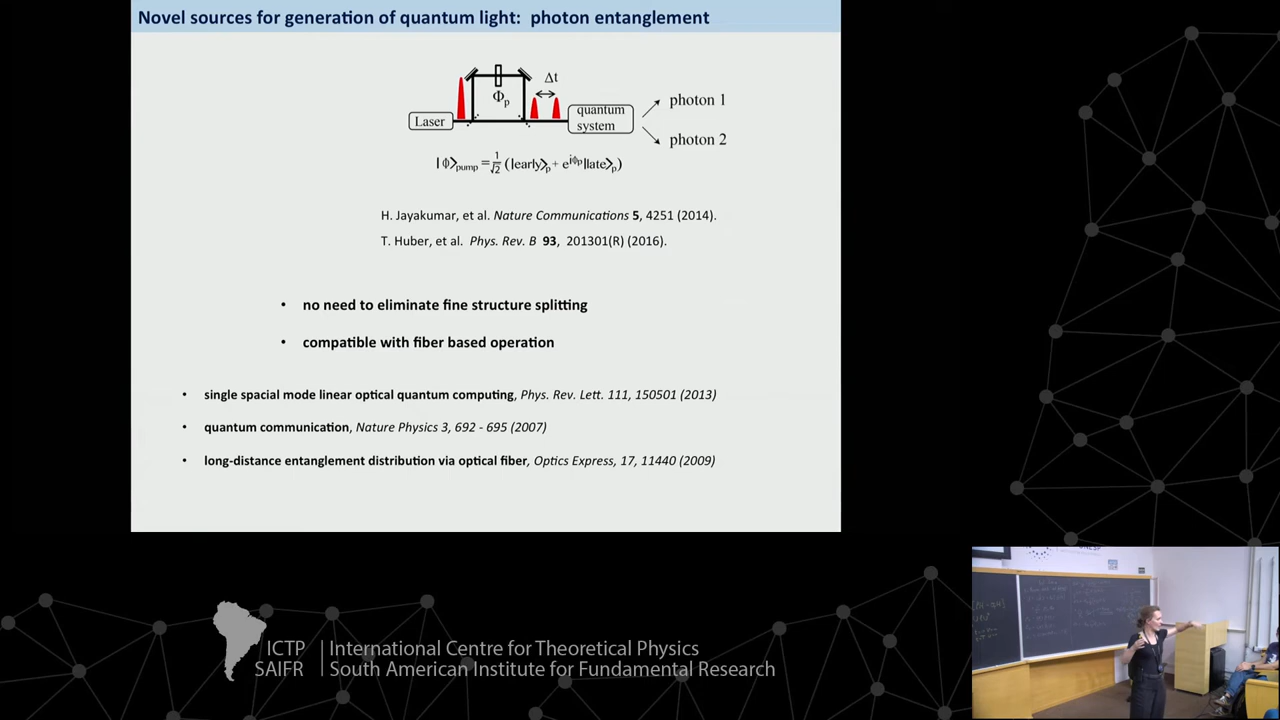 Novel sources for generation of quantum light: photon entanglement
Δt
Φp
Laser
quantum
system
photon 1
photon 2
|ϕ>pump = 1/√2 (|early>p + e^iϕp|late>p)
H. Jayakumar, et al. Nature Communications 5, 4251 (2014).
T. Huber, et al. Phys. Rev. B 93, 201301(R) (2016).
• no need to eliminate fine structure splitting
• compatible with fiber based operation
• single spacial mode linear optical quantum computing, Phys. Rev. Lett. 111, 150501 (2013)
• quantum communication, Nature Physics 3, 692 - 695 (2007)
• long-distance entanglement distribution via optical fiber, Optics Express, 17, 11440 (2009)
ICTP
SAIFR
International Centre for Theoretical Physics
South American Institute for Fundamental Research